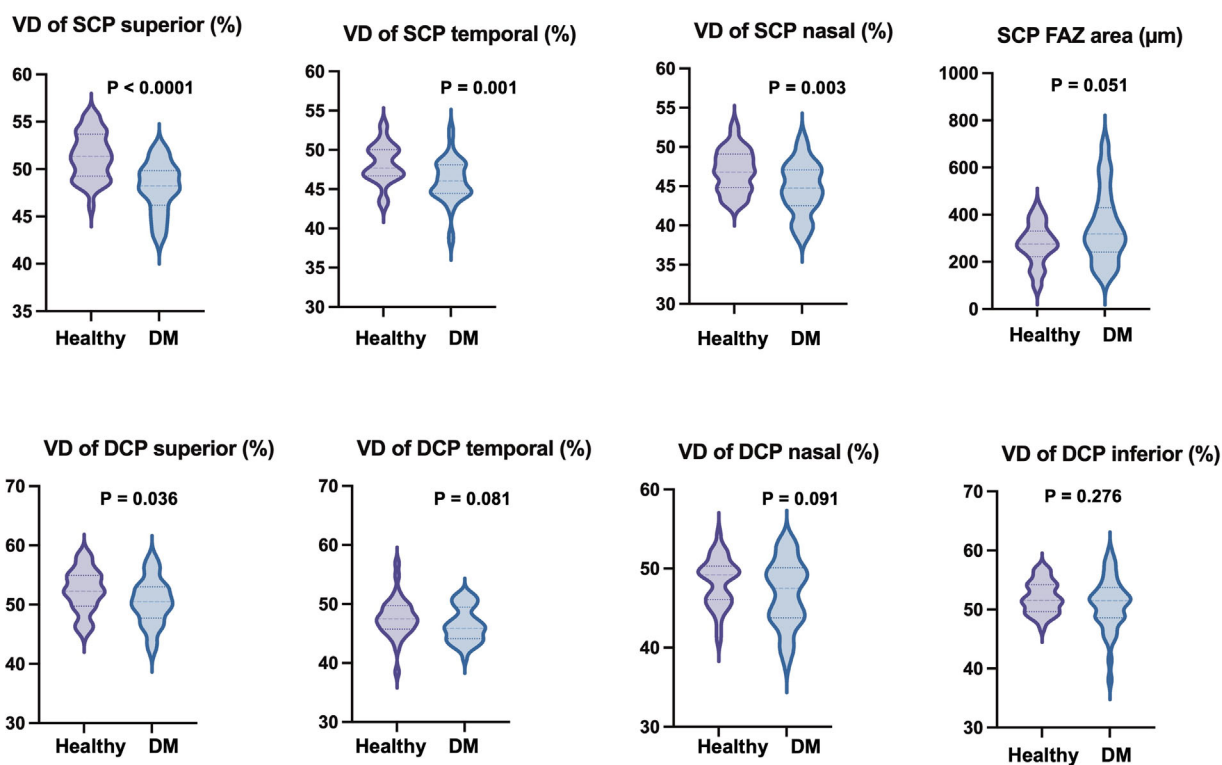 VD of SCP superior (%)
VD of SCP temporal (%)
VD of SCP nasal (%)
SCP FAZ area (µm)
60
55
50
45
40
35
P < 0.0001
Healthy DM
60
55
50
45
40
35
30
P = 0.001
Healthy DM
60
55
50
45
40
35
30
P = 0.003
Healthy DM
1000
800
600
400
200
0
P = 0.051
Healthy DM
VD of DCP superior (%)
VD of DCP temporal (%)
VD of DCP nasal (%)
VD of DCP inferior (%)
70
60
50
40
30
P = 0.036
Healthy DM
70
60
50
40
30
P = 0.081
Healthy DM
60
50
40
30
P = 0.091
Healthy DM
70
60
50
40
30
P = 0.276
Healthy DM